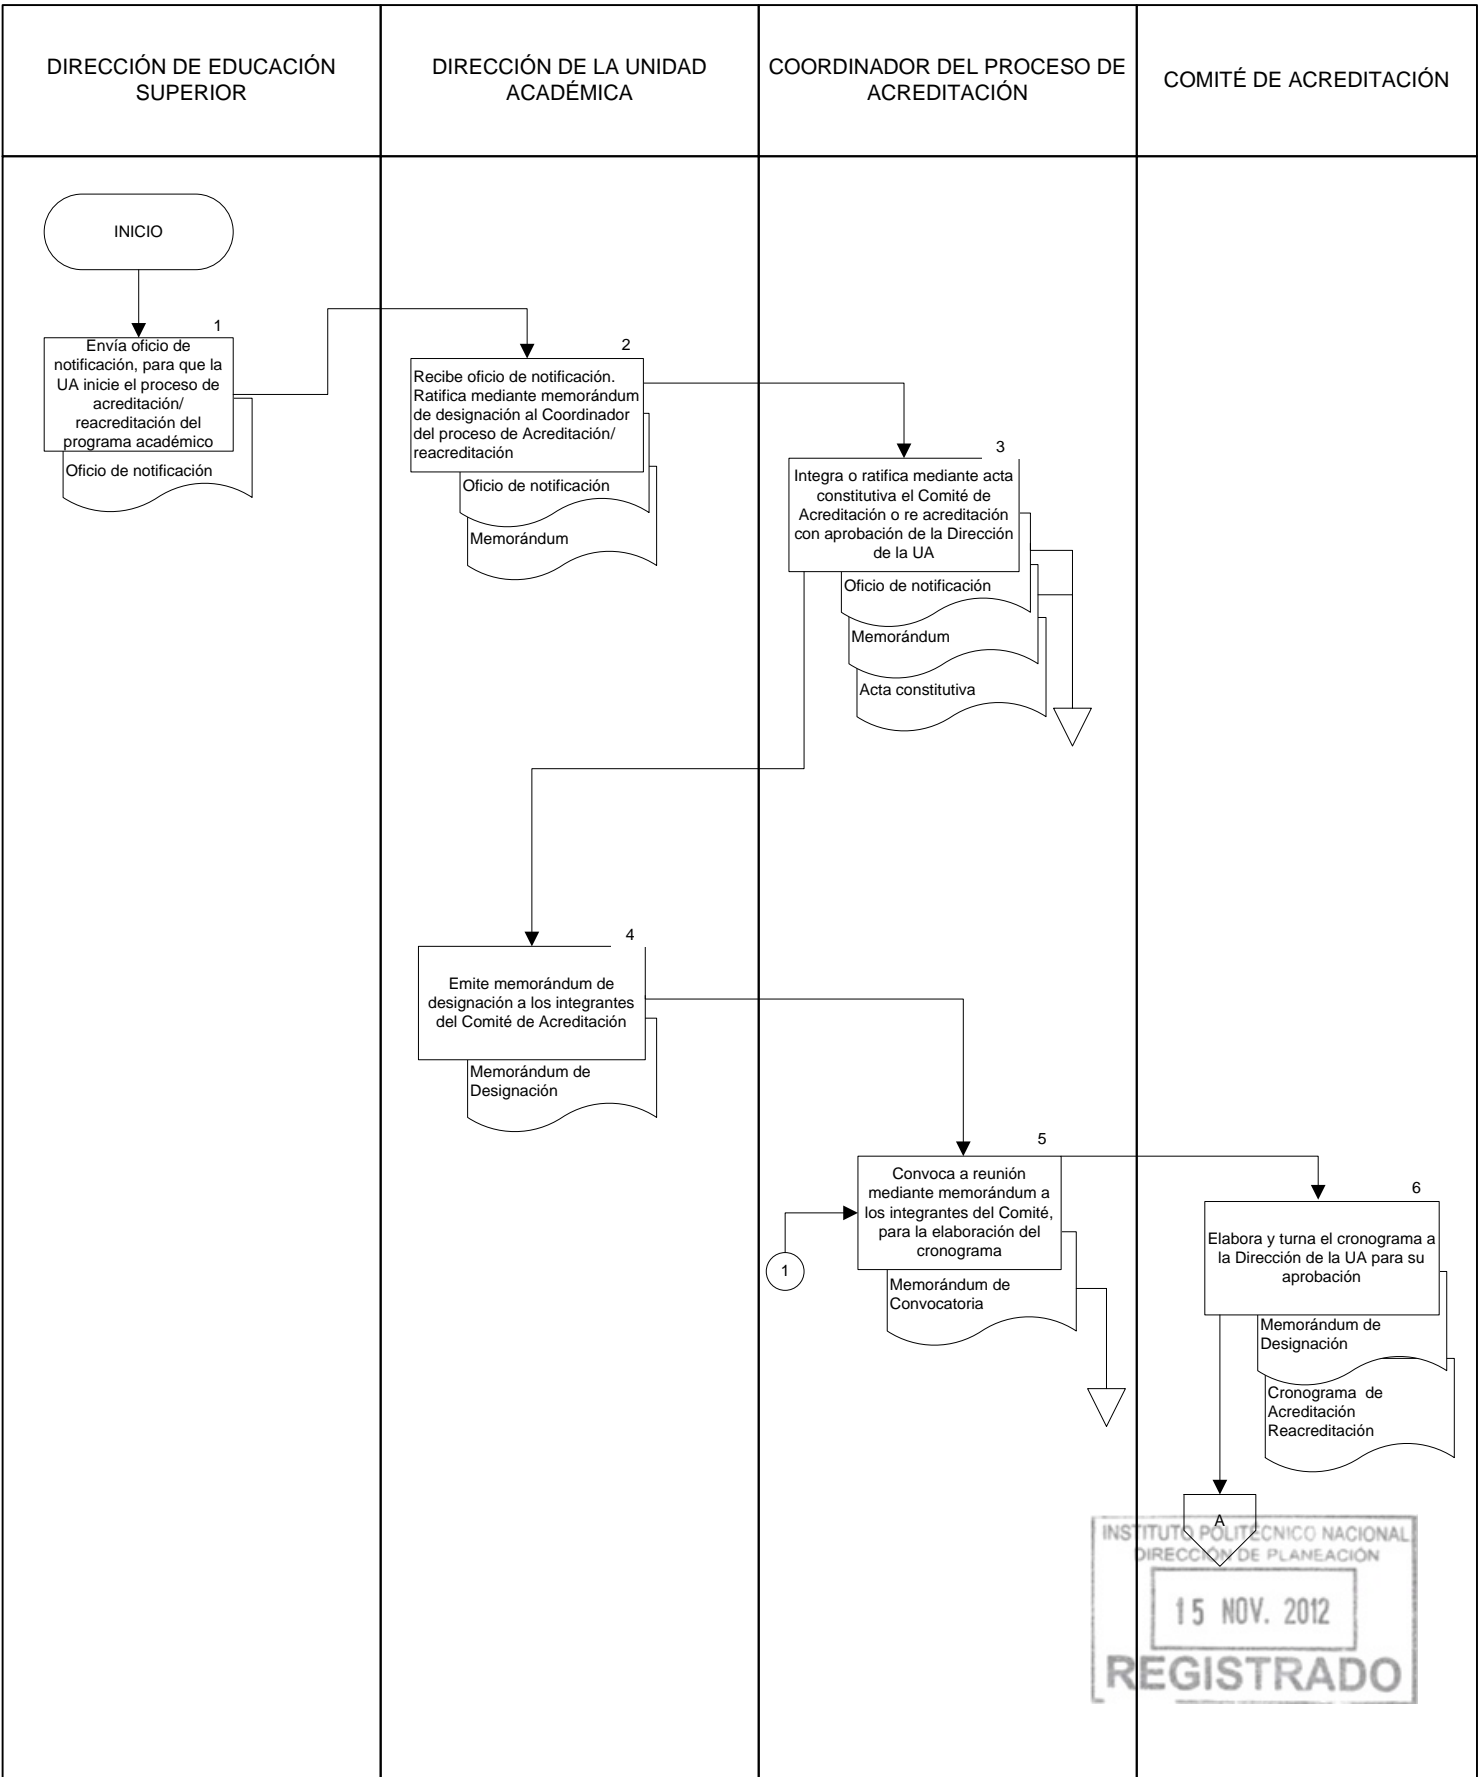 DIRECCIÓN DE EDUCACIÓN
SUPERIOR
DIRECCIÓN DE LA UNIDAD
ACADÉMICA
COORDINADOR DEL PROCESO DE
ACREDITACIÓN
COMITÉ DE ACREDITACIÓN
INICIO
1
Envía oficio de
notificación, para que la
UA inicie el proceso de
acreditación/
reacreditación del
programa académico
Oficio de notificación
2
Recibe oficio de notificación.
Ratifica mediante memorándum
de designación al Coordinador
del proceso de Acreditación/
reacreditación
Oficio de notificación
Memorándum
3
Integra o ratifica mediante acta
constitutiva el Comité de
Acreditación o re acreditación
con aprobación de la Dirección
de la UA
Oficio de notificación
Memorándum
Acta constitutiva
4
Emite memorándum de
designación a los integrantes
del Comité de Acreditación
Memorándum de
Designación
5
Convoca a reunión
mediante memorándum a
los integrantes del Comité,
para la elaboración del
cronograma
1
Memorándum de
Convocatoria
6
Elabora y turna el cronograma a
la Dirección de la UA para su
aprobación
Memorándum de
Designación
Cronograma de
Acreditación
Reacreditación
A
INSTITUTO POLITÉCNICO NACIONAL
DIRECCIÓN DE PLANEACIÓN
15 NOV. 2012
REGISTRADO